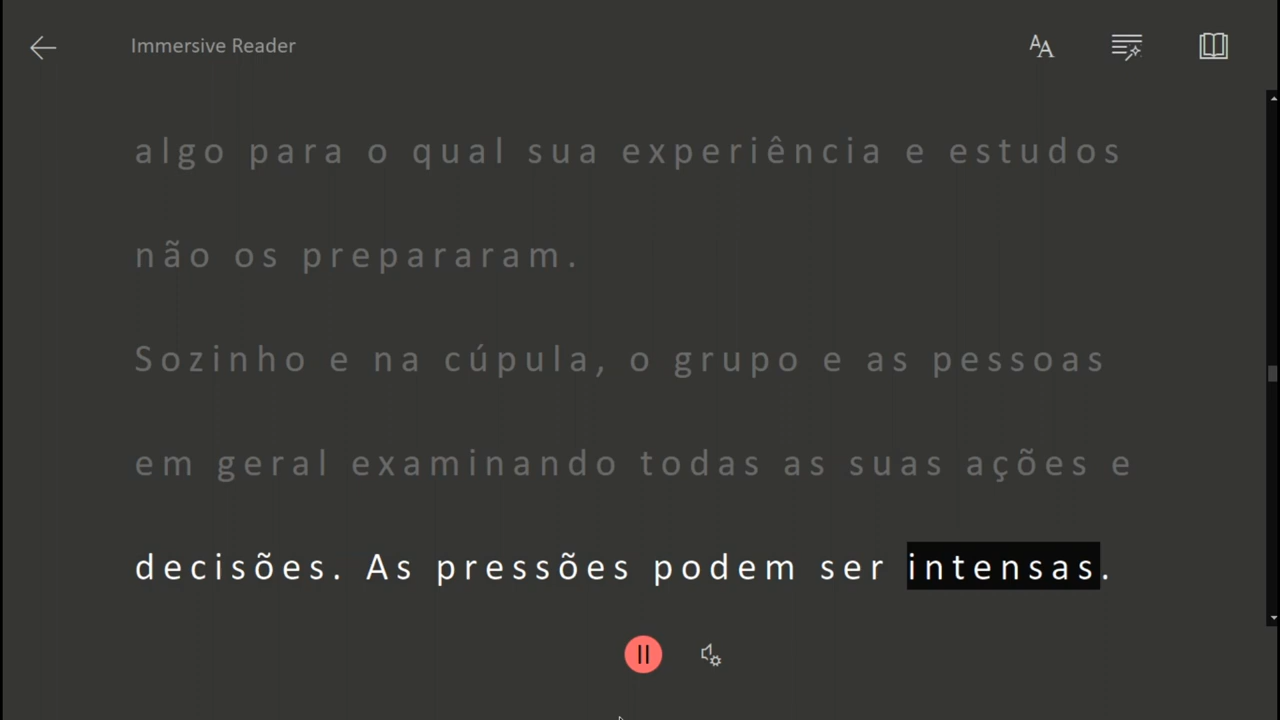 Immersive Reader
algo para o qual sua experiência e estudos
não os prepararam.
Sozinho e na cúpula, o grupo e as pessoas
em geral examinando todas as suas ações e
decisões. As pressões podem ser intensas.